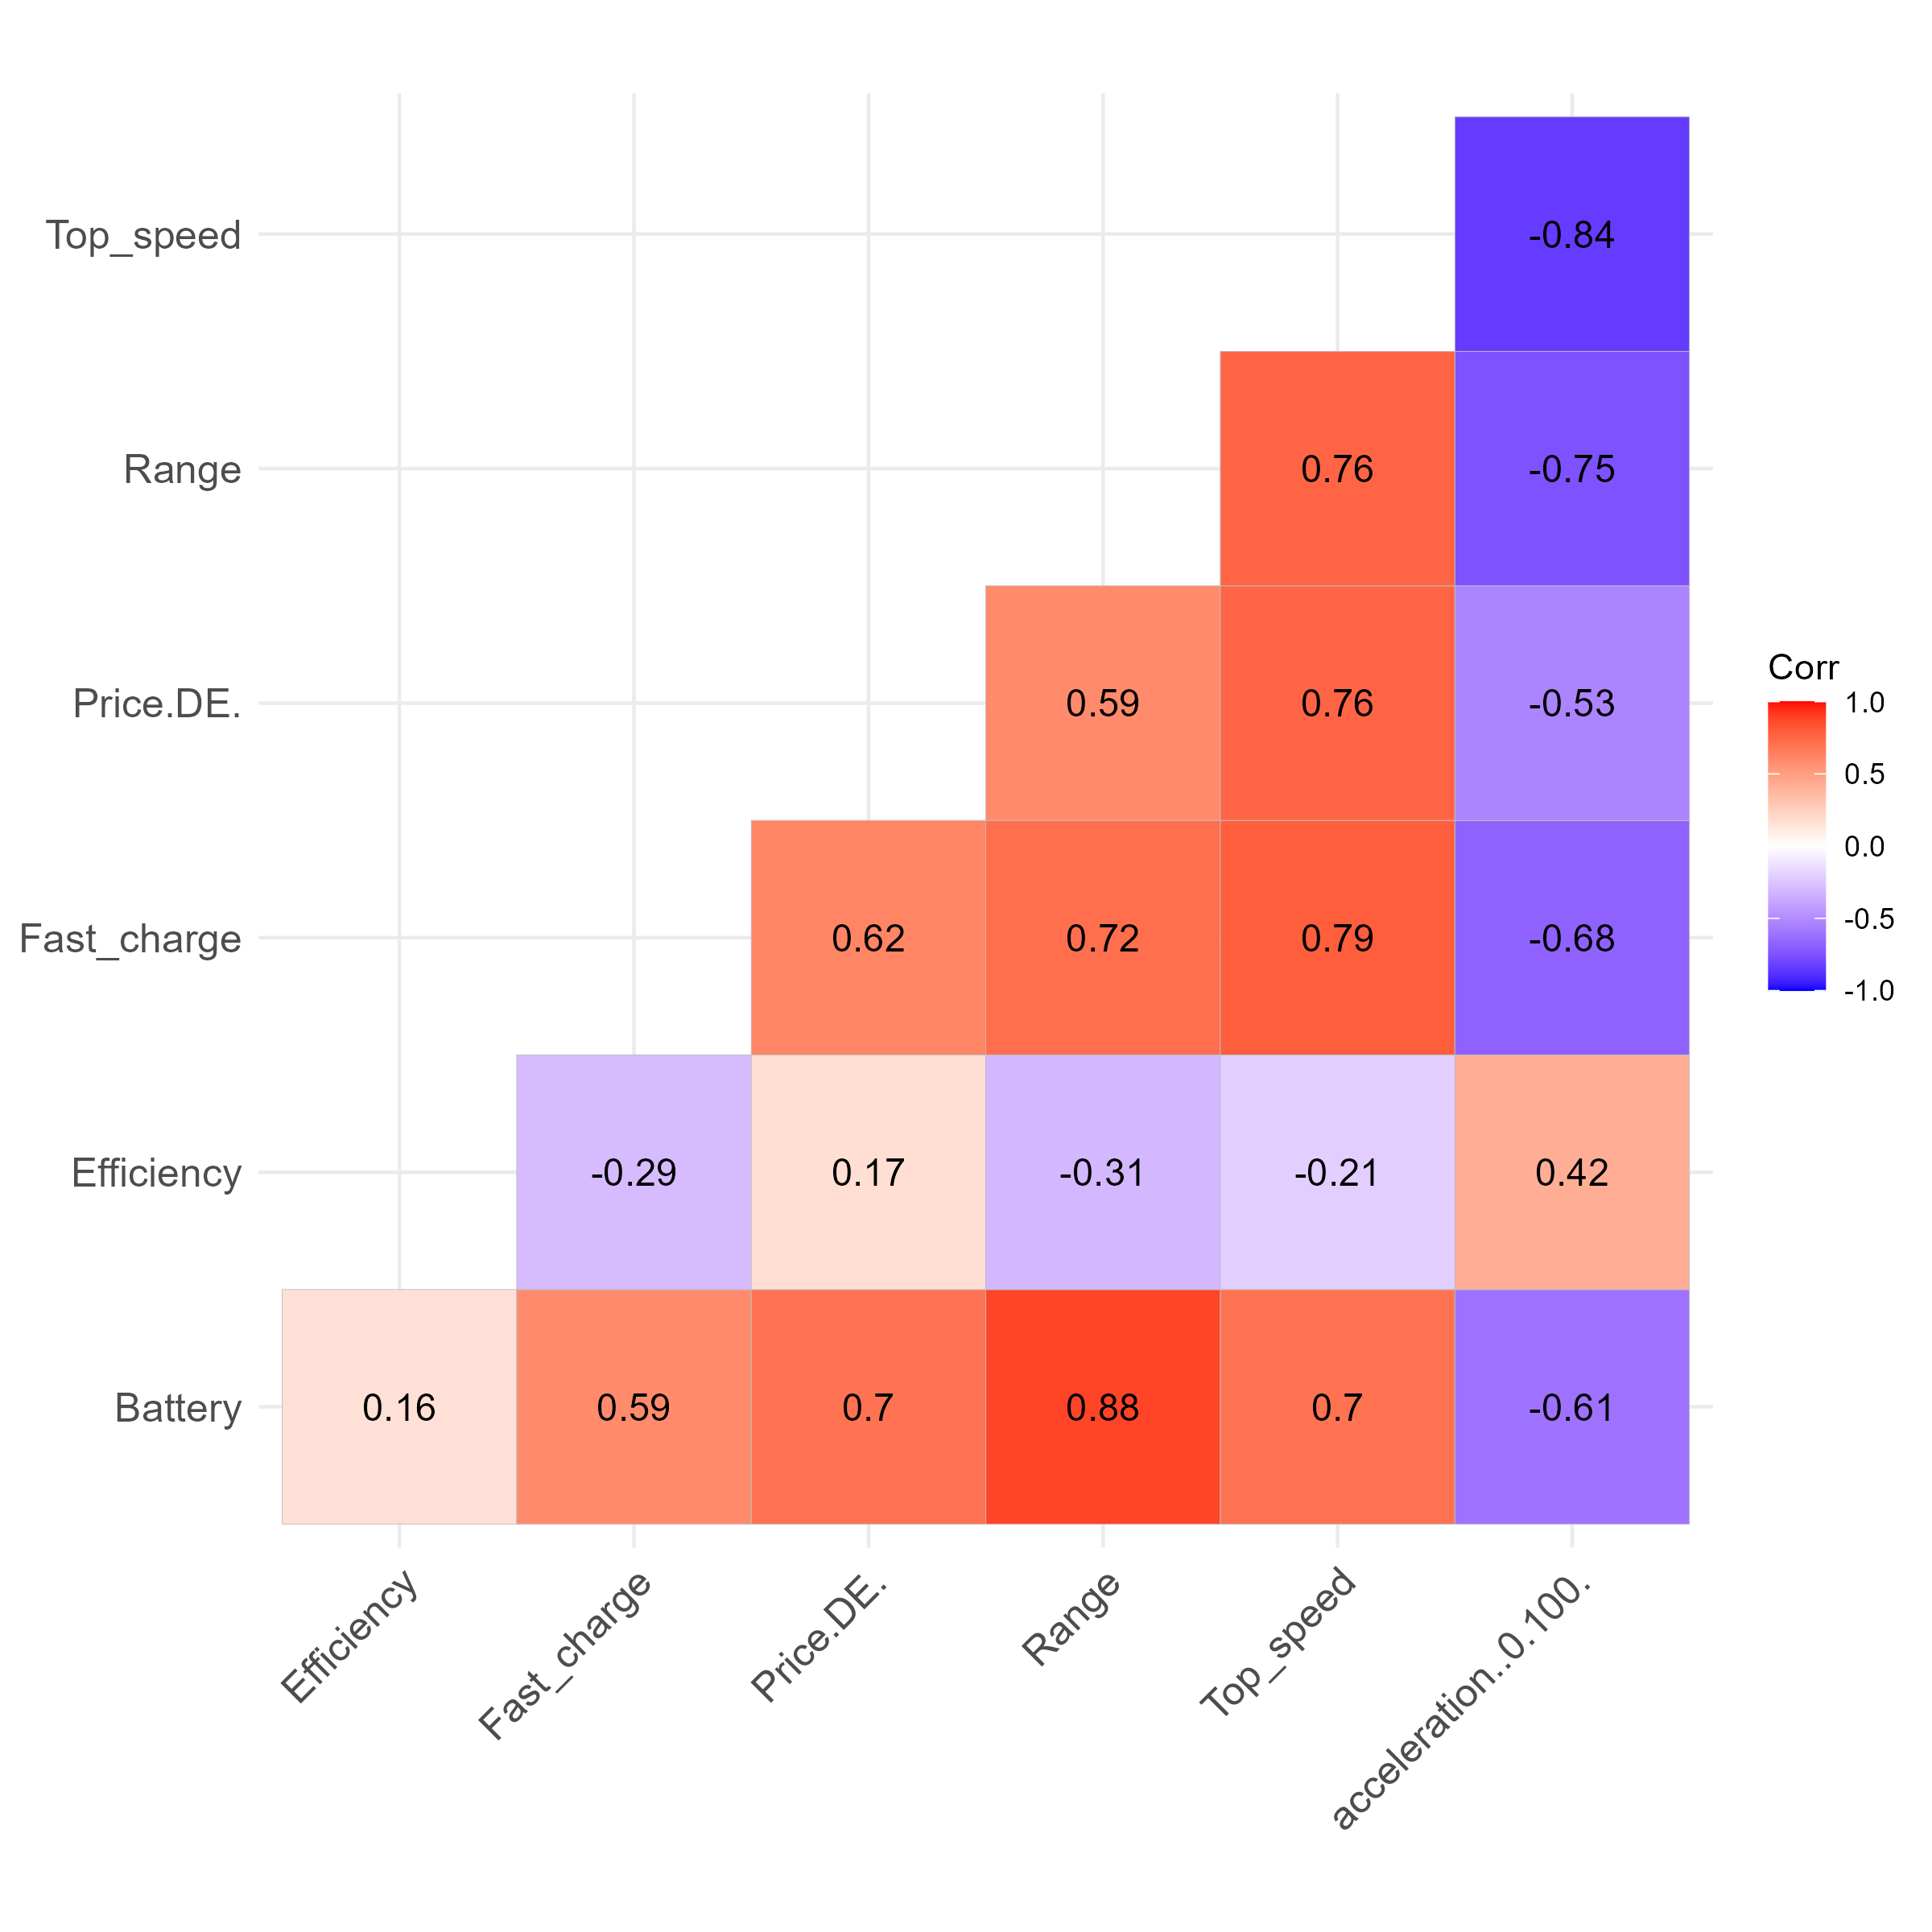 Top_speed
-0.84
Range
0.76
-0.75
Price.DE.
0.59
0.76
-0.53
Fast_charge
0.62
0.72
0.79
-0.68
Efficiency
-0.29
0.17
-0.31
-0.21
0.42
Battery
0.16
0.59
0.7
0.88
0.7
-0.61
Efficiency
Fast_charge
Price.DE.
Range
Top_speed
acceleration..0.100.
Corr
1.0
0.5
0.0
-0.5
-1.0